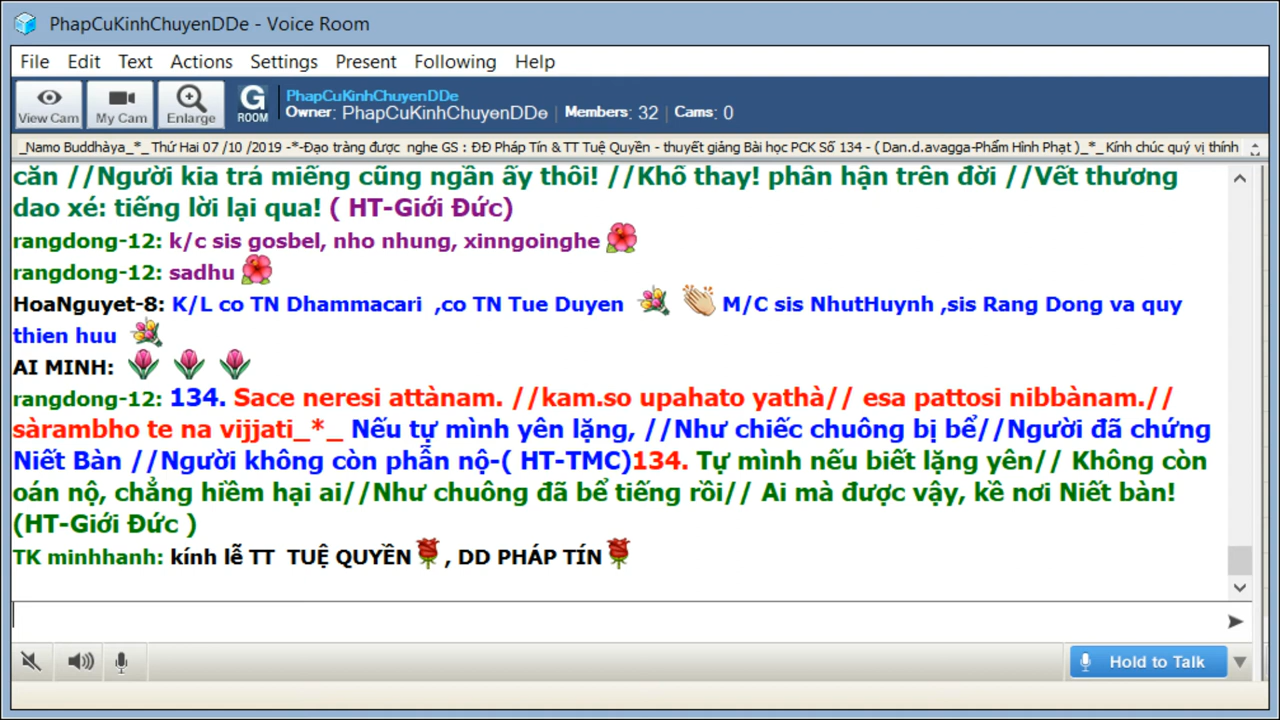 PhapCuKinhChuyenDDe - Voice Room
File Edit Text Actions Settings Present Following Help
View Cam My Cam Enlarge G ROOM PhapCuKinhChuyenDDe
Owner: PhapCuKinhChuyenDDe | Members: 32 | Cams: 0
_Namo Buddhàya_*_ Thứ Hai 07 /10 /2019 -*-Đạo tràng được nghe GS : ĐĐ Pháp Tín & TT Tuệ Quyền - thuyết giảng Bài học PCK Số 134 - ( Dan.d.avagga-Phẩm Hình Phạt )_*_ Kính chúc quý vị thính
căn //Người kia trá miếng cũng ngần ấy thôi! //Khổ thay! phân hận trên đời //Vết thương
dao xé: tiếng lời lại qua! ( HT-Giới Đức)
rangdong-12: k/c sis gosbel, nho nhung, xinngoinghe
rangdong-12: sadhu
HoaNguyet-8: K/L co TN Dhammacari ,co TN Tue Duyen M/C sis NhutHuynh ,sis Rang Dong va quy
thien huu
AI MINH:
rangdong-12: 134. Sace neresi attànam. //kam.so upahato yathà// esa pattosi nibbànam.//
sàrambho te na vijjati_*_ Nếu tự mình yên lặng, //Như chiếc chuông bị bể//Người đã chứng
Niết Bàn //Người không còn phẫn nộ-( HT-TMC)134. Tự mình nếu biết lặng yên// Không còn
oán nộ, chẳng hiềm hại ai//Như chuông đã bể tiếng rồi// Ai mà được vậy, kề nơi Niết bàn!
(HT-Giới Đức )
TK minhhanh: kính lễ TT TUỆ QUYỀN , DD PHÁP TÍN
Hold to Talk